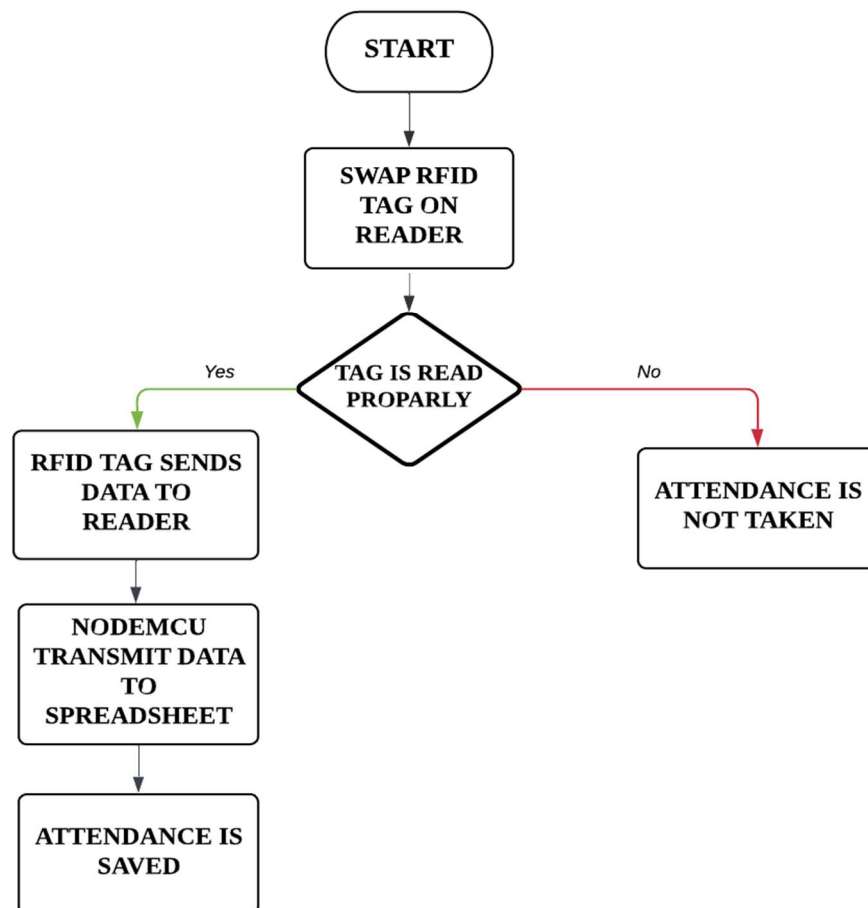 START
SWAP RFID
TAG ON
READER
TAG IS READ
PROPARLY
Yes
No
RFID TAG SENDS
DATA TO
READER
ATTENDANCE IS
NOT TAKEN
NODEMCU
TRANSMIT DATA
TO
SPREADSHEET
ATTENDANCE IS
SAVED